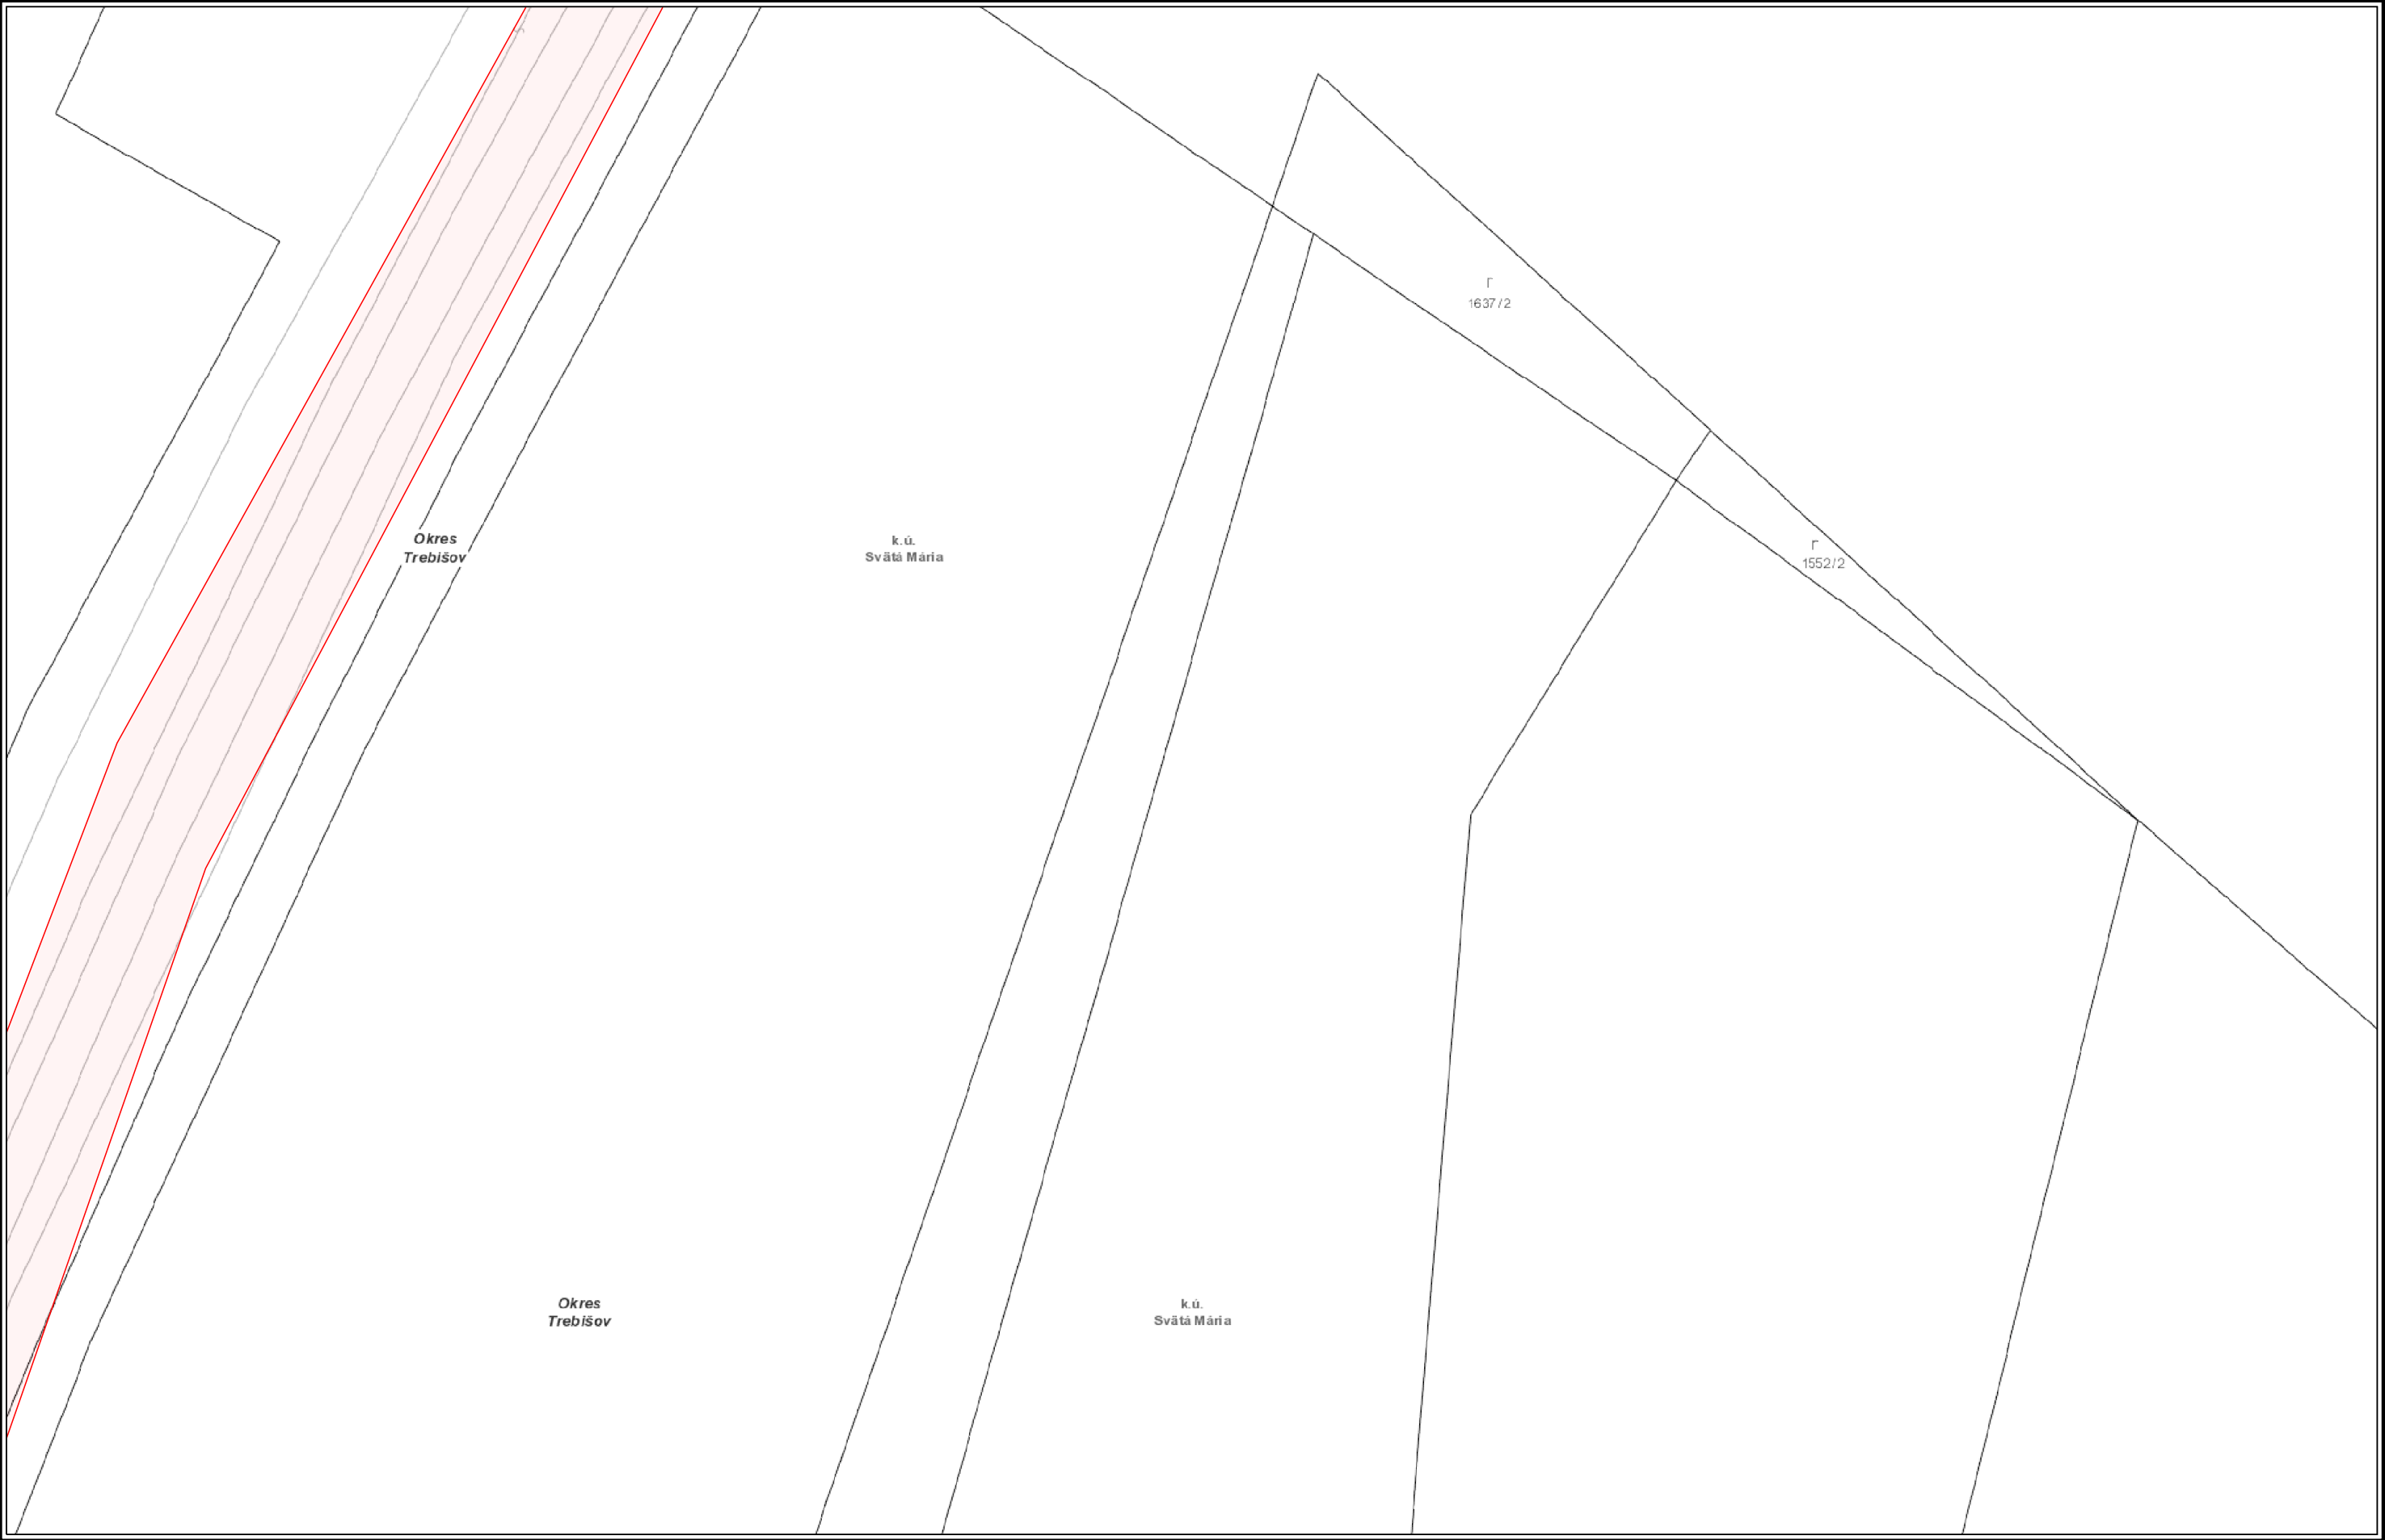 1637/2
Okres
Trebišov
k.ú.
Svätá Mária
1552/2
Okres
Trebišov
k.ú.
Svätá Mária